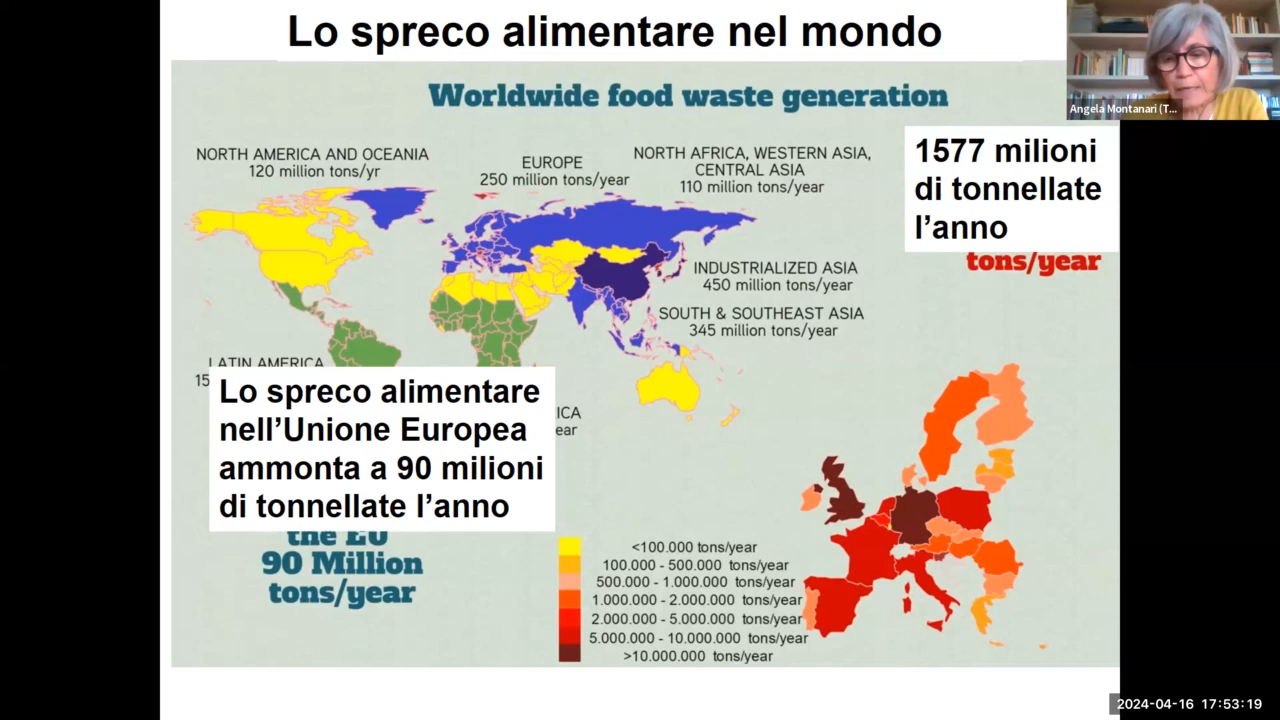 Lo spreco alimentare nel mondo
Worldwide food waste generation
Angela Montanari (T...
NORTH AMERICA AND OCEANIA
120 million tons/yr
EUROPE
250 million tons/year
NORTH AFRICA, WESTERN ASIA,
CENTRAL ASIA
110 million tons/year
1577 milioni
di tonnellate
l'anno
tons/year
INDUSTRIALIZED ASIA
450 million tons/year
SOUTH & SOUTHEAST ASIA
345 million tons/year
LATIN AMERICA
15
ICA
ear
Lo spreco alimentare
nell'Unione Europea
ammonta a 90 milioni
di tonnellate l'anno
the EU
90 Million
tons/year
<100.000 tons/year
100.000 - 500.000 tons/year
500.000 - 1.000.000 tons/year
1.000.000 - 2.000.000 tons/year
2.000.000 - 5.000.000 tons/year
5.000.000 - 10.000.000 tons/year
>10.000.000 tons/year
2024-04-16 17:53:19